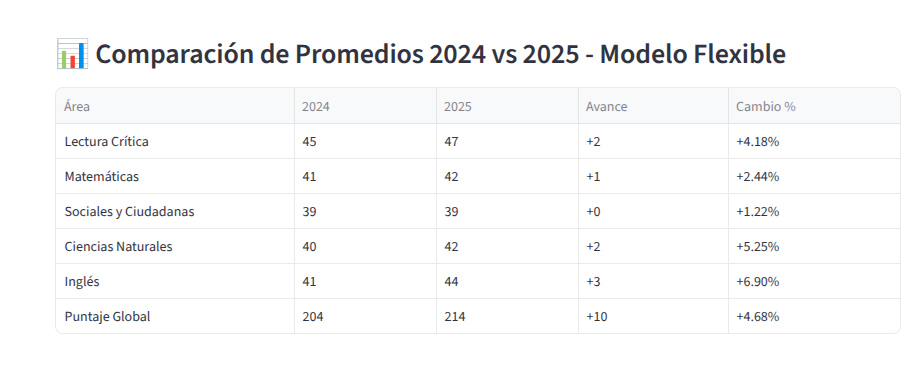 📊 Comparación de Promedios 2024 vs 2025 - Modelo Flexible
Área 2024 2025 Avance Cambio %
Lectura Crítica 45 47 +2 +4.18%
Matemáticas 41 42 +1 +2.44%
Sociales y Ciudadanas 39 39 +0 +1.22%
Ciencias Naturales 40 42 +2 +5.25%
Inglés 41 44 +3 +6.90%
Puntaje Global 204 214 +10 +4.68%